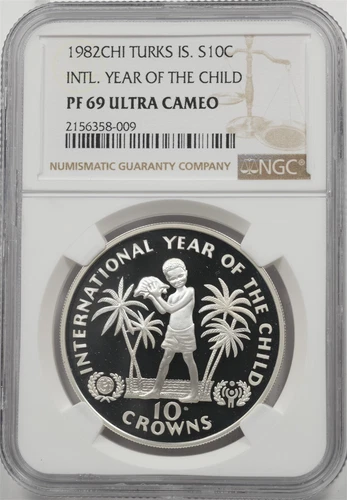 1982CHI TURKS IS. S10C
INTL. YEAR OF THE CHILD
PF 69 ULTRA CAMEO
2156358-009
NUMISMATIC GUARANTY COMPANY NGC
INTERNATIONAL YEAR OF THE CHILD
10
CROWNS